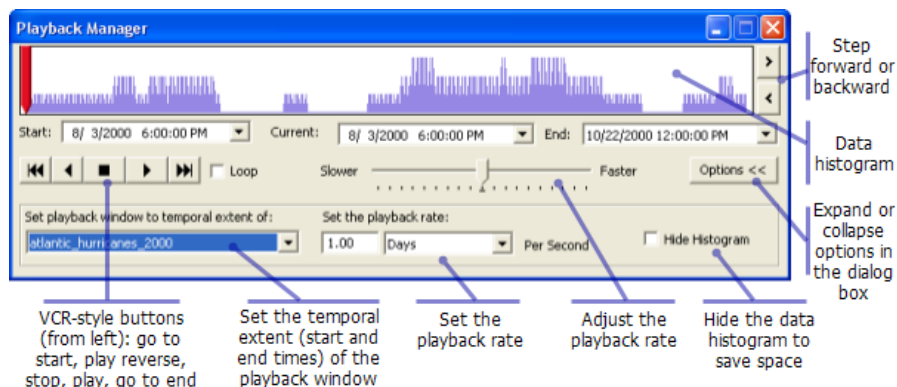 Playback Manager
Step
forward or
backward
Start: 8/ 3/2000 6:00:00 PM Current: 8/ 3/2000 6:00:00 PM End: 10/22/2000 12:00:00 PM
Data
histogram
Loop Slower Faster Options <<
Set playback window to temporal extent of: Set the playback rate:
atlantic_hurricanes_2000 1.00 Days Per Second Hide Histogram
Expand or
collapse
options in
the dialog
box
VCR-style buttons
(from left): go to
start, play reverse,
stop, play, go to end
Set the temporal
extent (start and
end times) of the
playback window
Set the
playback rate
Adjust the
playback rate
Hide the data
histogram to
save space